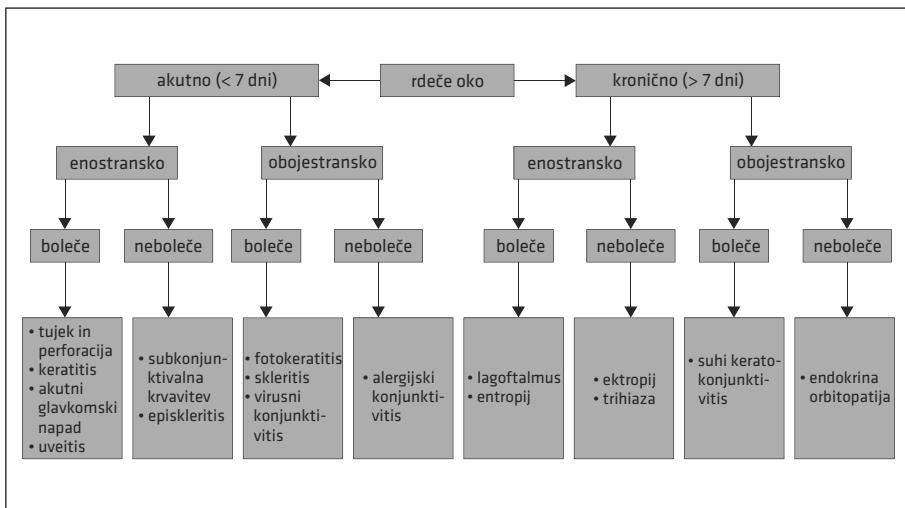 akutno (< 7 dni)
rdeče oko
kronično (> 7 dni)
enostransko
obojestransko
enostransko
obojestransko
boleče
neboleče
boleče
neboleče
boleče
neboleče
boleče
neboleče
• tujek in
perforacija
• keratitis
• akutni
glavkomski
napad
• uveitis
• subkonjun-
ktivalna
krvavitev
• episkleritis
• fotokeratitis
• skleritis
• virusni
konjunkti-
vitis
• alergijski
konjunkti-
vitis
• lagoftalmus
• entropij
• ektropij
• trihiaza
• suhi kerato-
konjunkti-
vitis
• endokrina
orbitopatija